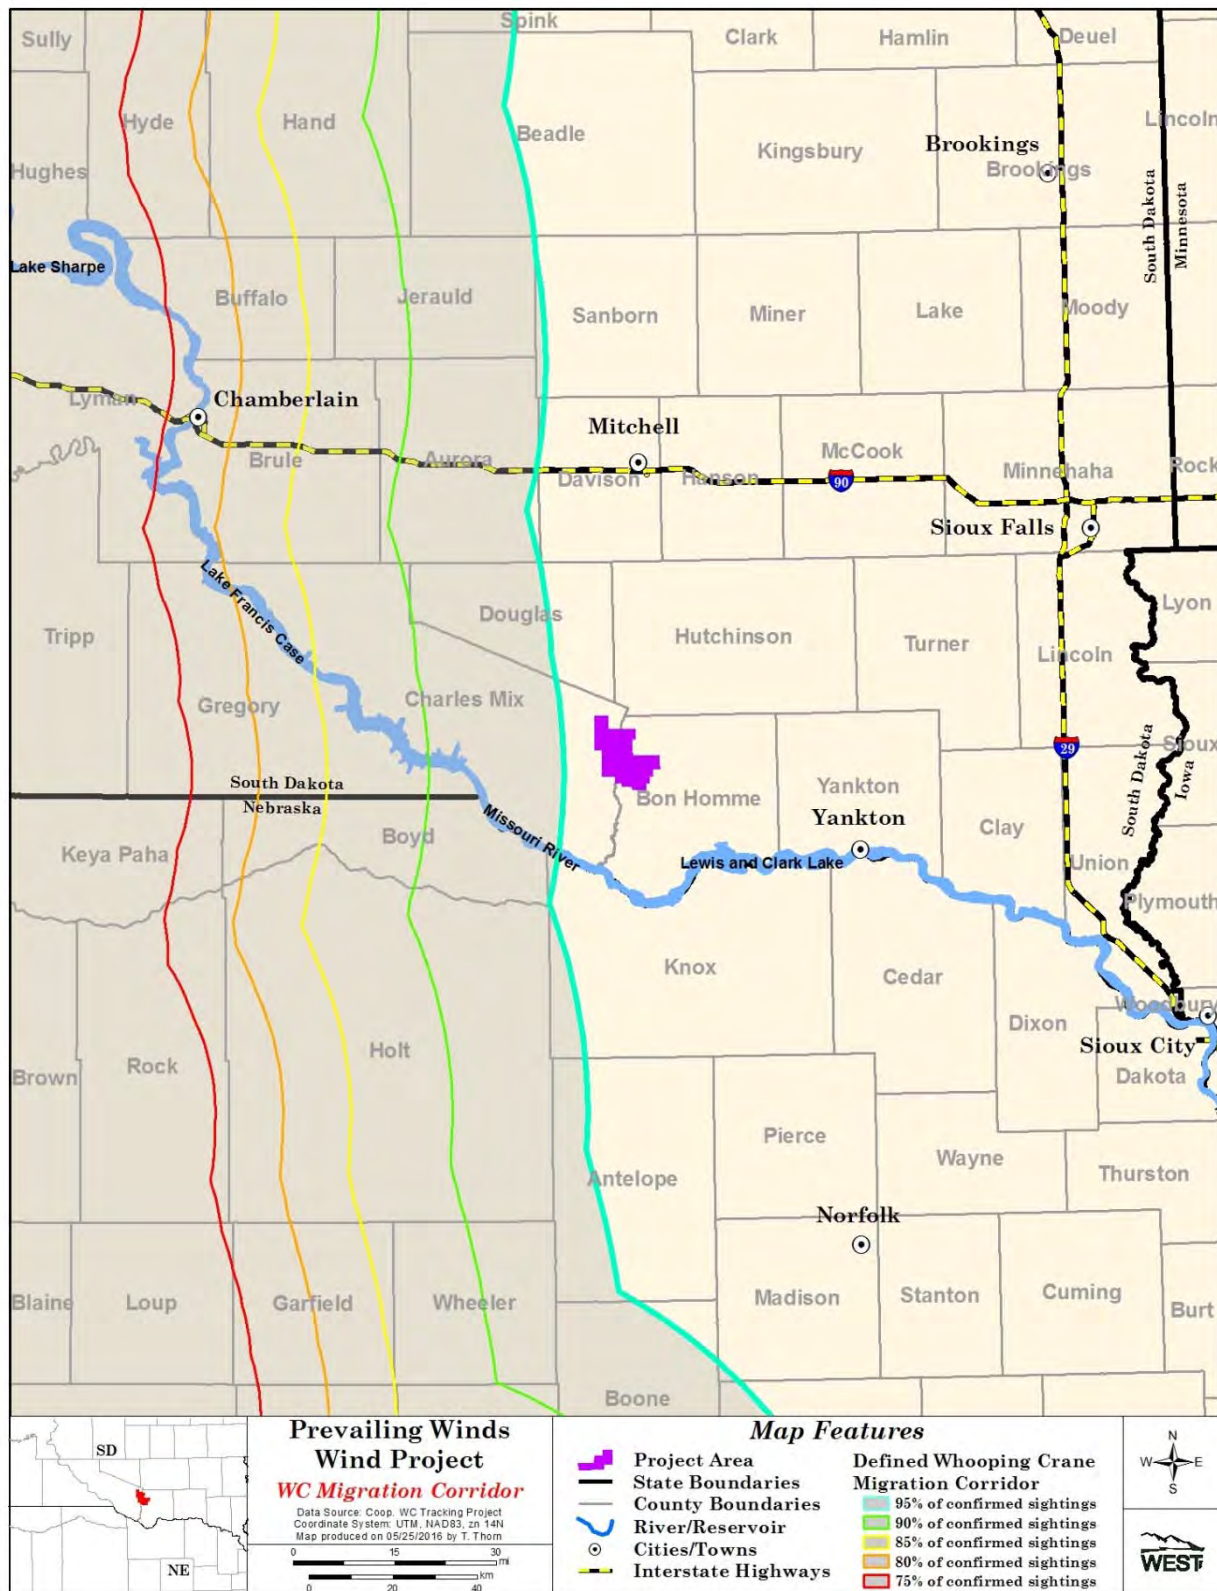 Spink
Sully
Clark
Hamlin
Deuel
Hyde
Hand
Beadle
Lincoln
Kingsbury
Brookings
Brookings
Hughes
South Dakota
Minnesota
Lake Sharpe
Buffalo
Jerauld
Sanborn
Miner
Lake
Moody
Lyman
Chamberlain
Mitchell
Brule
Aurora
Davison
Hanson
McCook
90
Minnehaha
Rock
Sioux Falls
Lake Francis Case
Douglas
Lyon
Tripp
Hutchinson
Turner
Lincoln
Gregory
Charles Mix
29
Sioux
South Dakota
Iowa
South Dakota
Nebraska
Bon Homme
Yankton
Yankton
Clay
Boyd
Missouri River
Keya Paha
Lewis and Clark Lake
Union
Plymouth
Knox
Cedar
Dixon
Woodbury
Sioux City
Dakota
Holt
Rock
Brown
Pierce
Wayne
Thurston
Antelope
Norfolk
Blaine
Loup
Garfield
Wheeler
Madison
Stanton
Cuming
Burt
Boone
SD
NE
Prevailing Winds
Wind Project
WC Migration Corridor
Data Source: Coop. WC Tracking Project
Coordinate System: UTM, NAD83, zn 14N
Map produced on 05/25/2016 by T. Thorn
0 15 30
mi
km
0 20 40
Map Features
Project Area
State Boundaries
County Boundaries
River/Reservoir
Cities/Towns
Interstate Highways
Defined Whooping Crane
Migration Corridor
95% of confirmed sightings
90% of confirmed sightings
85% of confirmed sightings
80% of confirmed sightings
75% of confirmed sightings
N
W E
S
WEST